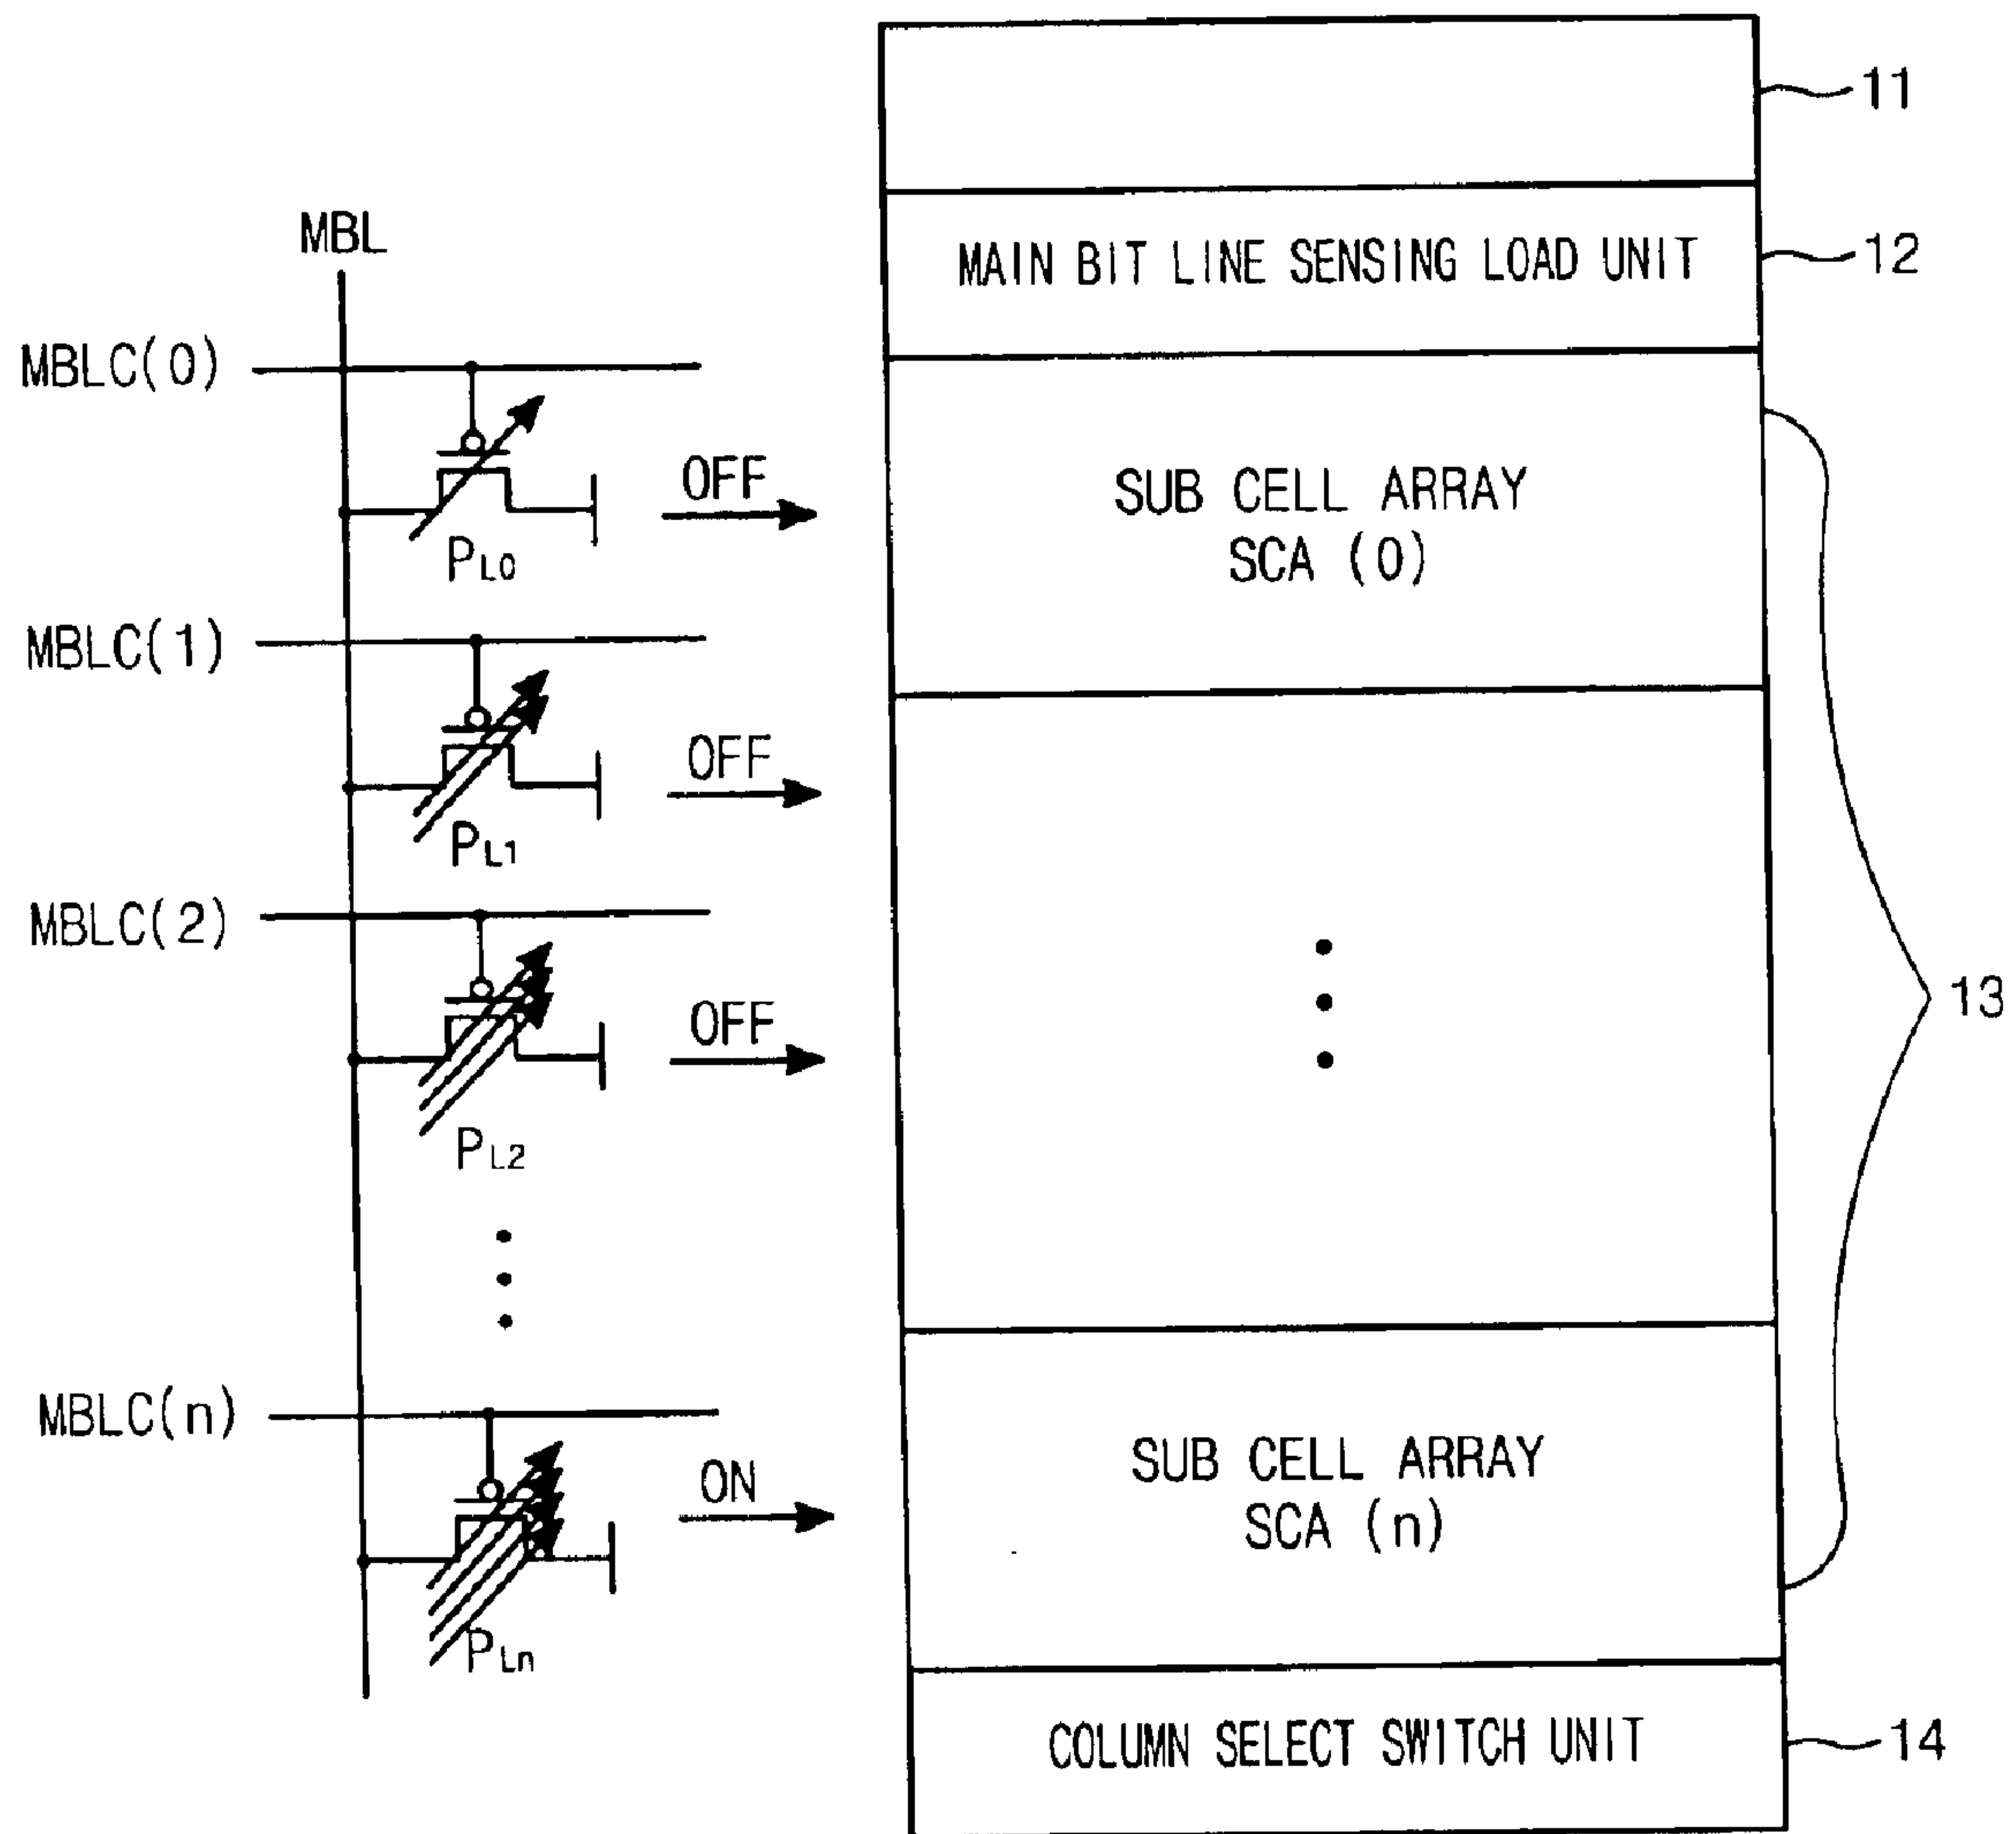 11
MAIN BIT LINE SENSING LOAD UNIT
12
MBL
MBLC(0)
OFF
PL0
SUB CELL ARRAY
SCA (0)
MBLC(1)
OFF
PL1
MBLC(2)
OFF
PL2
13
MBLC(n)
ON
PLn
SUB CELL ARRAY
SCA (n)
COLUMN SELECT SWITCH UNIT
14